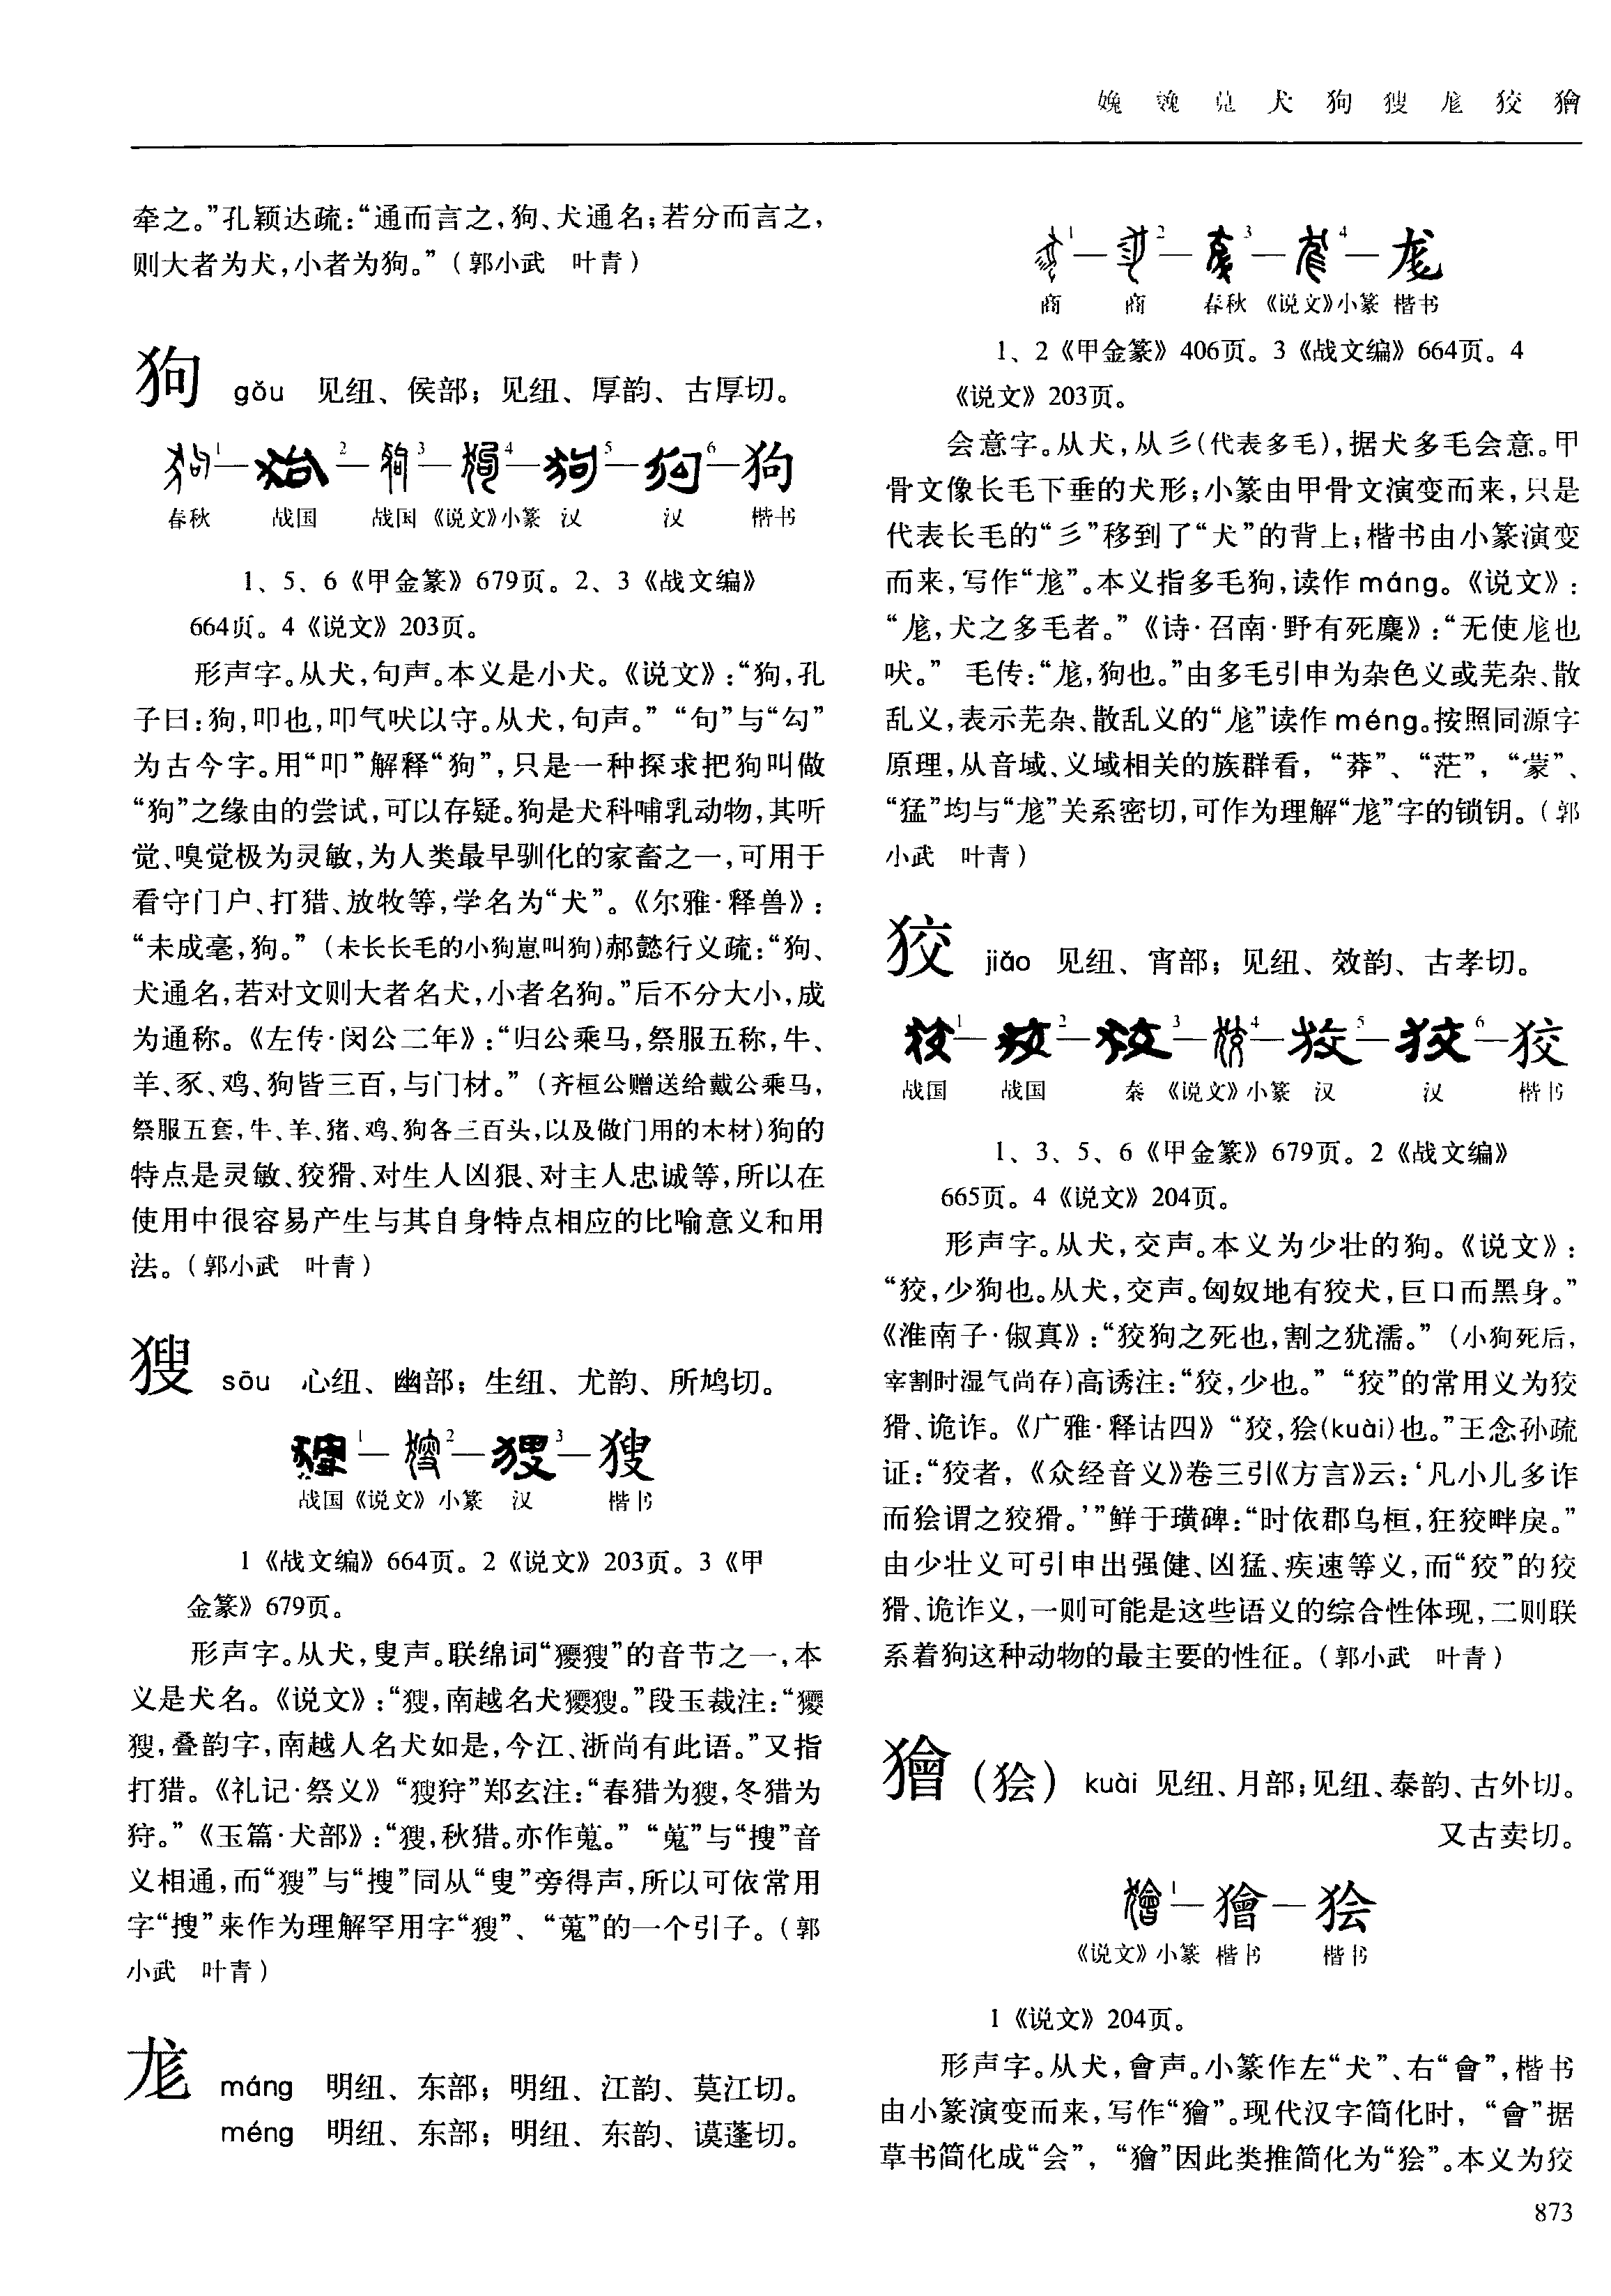 犬 狗 獀 尨 狡 獪
牵之。”孔颖达疏：“通而言之，狗、犬通名；若分而言之，
则大者为犬，小者为狗。”（郭小武　叶青）
狗 gǒu 见纽、侯部；见纽、厚韵、古厚切。
1 2 3 4 5 6 狗
春秋 战国 战国 《说文》小篆 汉 汉 楷书
1、5、6《甲金篆》679页。2、3《战文编》
664页。4《说文》203页。
形声字。从犬，句声。本义是小犬。《说文》：“狗，孔
子曰：狗，叩也，叩气吠以守。从犬，句声。”“句”与“勾”
为古今字。用“叩”解释“狗”，只是一种探求把狗叫做
“狗”之缘由的尝试，可以存疑。狗是犬科哺乳动物，其听
觉、嗅觉极为灵敏，为人类最早驯化的家畜之一，可用于
看守门户、打猎、放牧等，学名为“犬”。《尔雅·释兽》：
“未成毫，狗。”（未长长毛的小狗崽叫狗）郝懿行义疏：“狗、
犬通名，若对文则大者名犬，小者名狗。”后不分大小，成
为通称。《左传·闵公二年》：“归公乘马，祭服五称，牛、
羊、豕、鸡、狗皆三百，与门材。”（齐桓公赠送给戴公乘马，
祭服五套，牛、羊、猪、鸡、狗各三百头，以及做门用的木材）狗的
特点是灵敏、狡猾、对生人凶狠、对主人忠诚等，所以在
使用中很容易产生与其自身特点相应的比喻意义和用
法。（郭小武　叶青）
獀 sōu 心纽、幽部；生纽、尤韵、所鸠切。
1 2 3 獀
战国 《说文》小篆 汉 楷书
1《战文编》664页。2《说文》203页。3《甲
金篆》679页。
形声字。从犬，叟声。联绵词“獿獀”的音节之一，本
义是犬名。《说文》：“獀，南越名犬獿獀。”段玉裁注：“獿
獀，叠韵字，南越人名犬如是，今江、浙尚有此语。”又指
打猎。《礼记·祭义》“獀狩”郑玄注：“春猎为獀，冬猎为
狩。”《玉篇·犬部》：“獀，秋猎。亦作蒐。”“蒐”与“搜”音
义相通，而“獀”与“搜”同从“叟”旁得声，所以可依常用
字“搜”来作为理解罕用字“獀”、“蒐”的一个引子。（郭
小武　叶青）
尨 máng 明纽、东部；明纽、江韵、莫江切。
méng 明纽、东部；明纽、东韵、谟蓬切。
1 2 3 4 尨
商 商 春秋 《说文》小篆 楷书
1、2《甲金篆》406页。3《战文编》664页。4
《说文》203页。
会意字。从犬，从彡（代表多毛），据犬多毛会意。甲
骨文像长毛下垂的犬形；小篆由甲骨文演变而来，只是
代表长毛的“彡”移到了“犬”的背上；楷书由小篆演变
而来，写作“尨”。本义指多毛狗，读作 máng。《说文》：
“尨，犬之多毛者。”《诗·召南·野有死麇》：“无使尨也
吠。” 毛传：“尨，狗也。”由多毛引申为杂色义或芜杂、散
乱义，表示芜杂、散乱义的“尨”读作 méng。按照同源字
原理，从音域、义域相关的族群看，“莽”、“茫”，“蒙”、
“猛”均与“尨”关系密切，可作为理解“尨”字的锁钥。（郭
小武　叶青）
狡 jiǎo 见纽、宵部；见纽、效韵、古孝切。
1 2 3 4 5 6 狡
战国 战国 秦 《说文》小篆 汉 汉 楷书
1、3、5、6《甲金篆》679页。2《战文编》
665页。4《说文》204页。
形声字。从犬，交声。本义为少壮的狗。《说文》：
“狡，少狗也。从犬，交声。匈奴地有狡犬，巨口而黑身。”
《淮南子·俶真》：“狡狗之死也，割之犹濡。”（小狗死后，
宰割时湿气尚存）高诱注：“狡，少也。”“狡”的常用义为狡
猾、诡诈。《广雅·释诂四》“狡，狯(kuài)也。”王念孙疏
证：“狡者，《众经音义》卷三引《方言》云：‘凡小儿多诈
而狯谓之狡猾。’”鲜于璜碑：“时依郡乌桓，狂狡畔戾。”
由少壮义可引申出强健、凶猛、疾速等义，而“狡”的狡
猾、诡诈义，一则可能是这些语义的综合性体现，二则联
系着狗这种动物的最主要的性征。（郭小武　叶青）
獪（狯） kuài 见纽、月部；见纽、泰韵、古外切。
又古卖切。
1 獪 狯
《说文》小篆 楷书 楷书
1《说文》204页。
形声字。从犬，會声。小篆作左“犬”、右“會”，楷书
由小篆演变而来，写作“獪”。现代汉字简化时，“會”据
草书简化成“会”，“獪”因此类推简化为“狯”。本义为狡
873